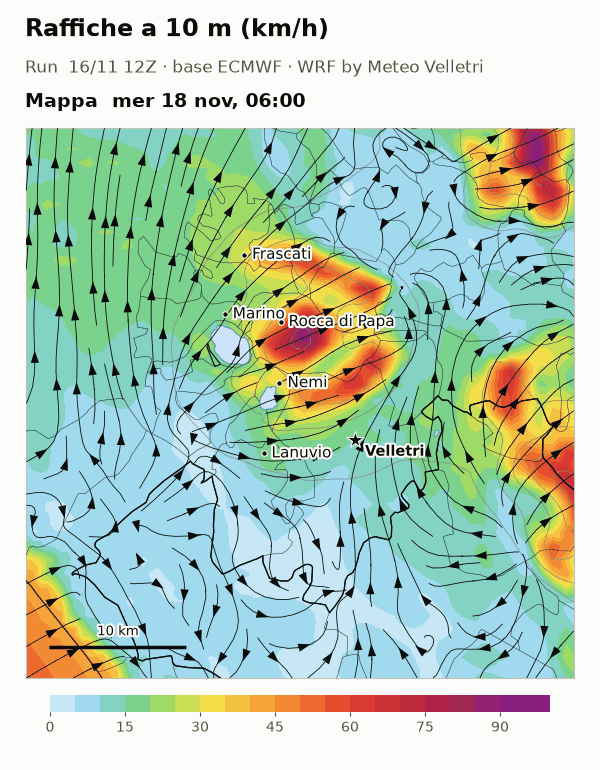 Raffiche a 10 m (km/h)
Run  16/11 12Z · base ECMWF · WRF by Meteo Velletri
Mappa  mer 18 nov, 06:00
Frascati
Marino
Rocca di Papa
Nemi
Lanuvio
Velletri
10 km
0 15 30 45 60 75 90